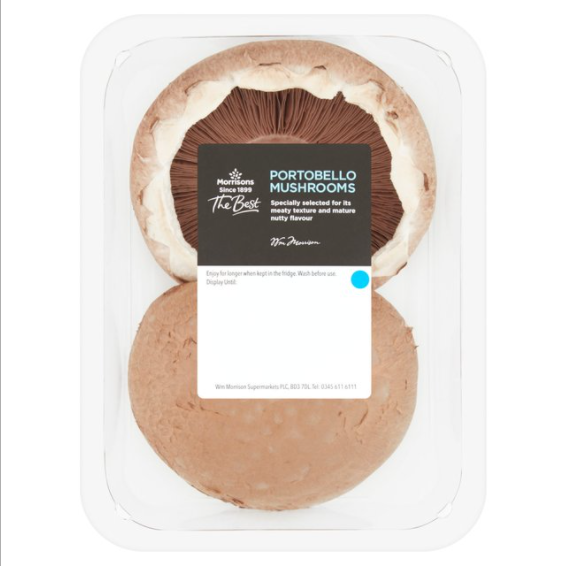 Morrisons
Since 1899
The Best
PORTOBELLO
MUSHROOMS
Specially selected for its
meaty texture and mature
nutty flavour
Wm Morrison
Enjoy for longer when kept in the fridge. Wash before use.
Display Until:
Wm Morrison Supermarkets PLC, BD3 7DL. Tel: 0345 611 6111